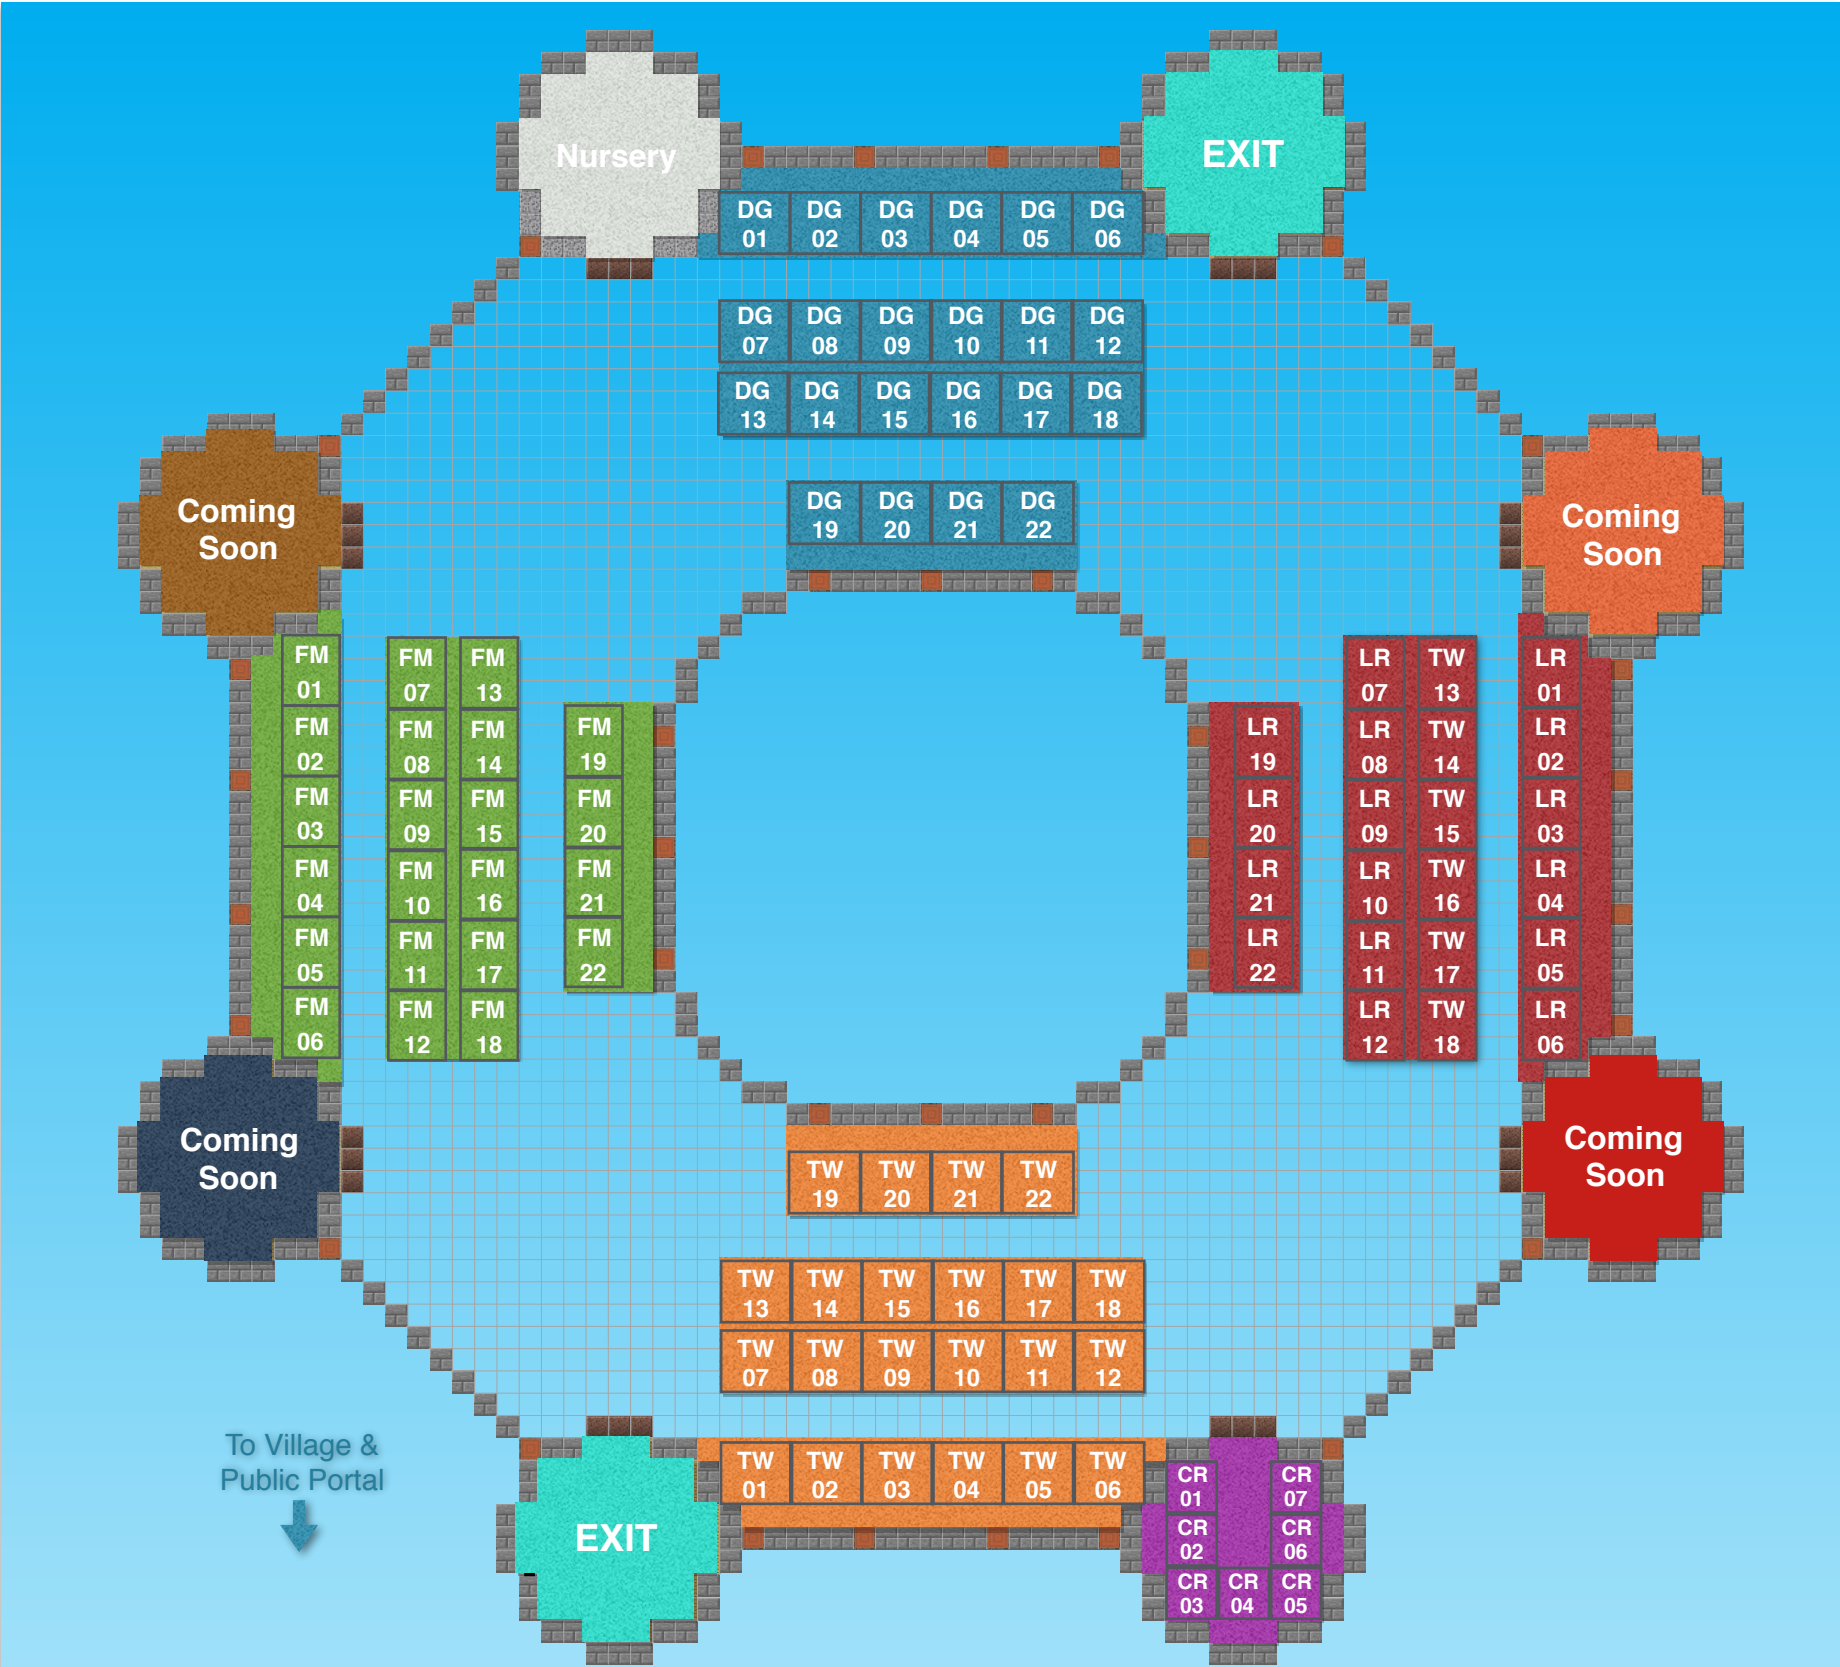 Nursery
EXIT
DG DG DG DG DG DG
01 02 03 04 05 06
DG DG DG DG DG DG
07 08 09 10 11 12
DG DG DG DG DG DG
13 14 15 16 17 18
DG DG DG DG
19 20 21 22
Coming
Soon
Coming
Soon
FM
01
FM
02
FM
03
FM
04
FM
05
FM
06
FM
07
FM
08
FM
09
FM
10
FM
11
FM
12
FM
13
FM
14
FM
15
FM
16
FM
17
FM
18
FM
19
FM
20
FM
21
FM
22
LR
19
LR
20
LR
21
LR
22
LR
07
LR
08
LR
09
LR
10
LR
11
LR
12
TW
13
TW
14
TW
15
TW
16
TW
17
TW
18
LR
01
LR
02
LR
03
LR
04
LR
05
LR
06
Coming
Soon
Coming
Soon
TW TW TW TW
19 20 21 22
TW TW TW TW TW TW
13 14 15 16 17 18
TW TW TW TW TW TW
07 08 09 10 11 12
To Village &
Public Portal
EXIT
TW TW TW TW TW TW
01 02 03 04 05 06
CR
01
CR
02
CR
03
CR
04
CR
05
CR
06
CR
07